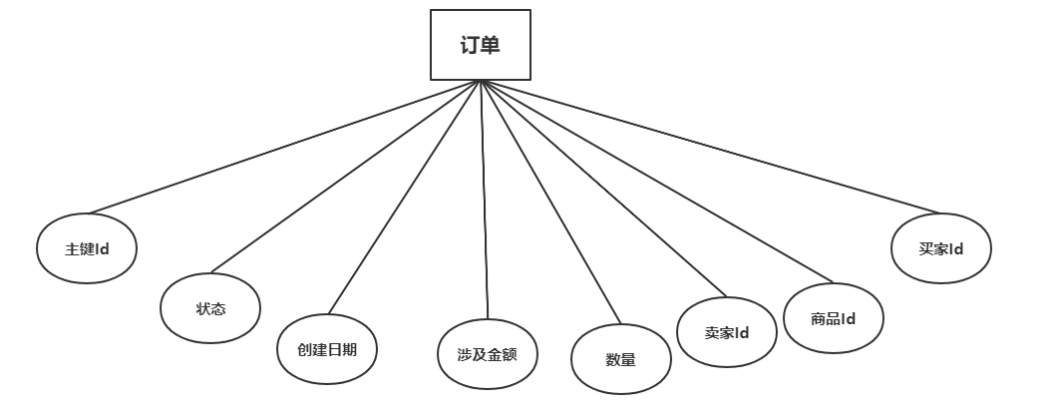 订单
主键Id
状态
创建日期
涉及金额
数量
卖家Id
商品Id
买家Id